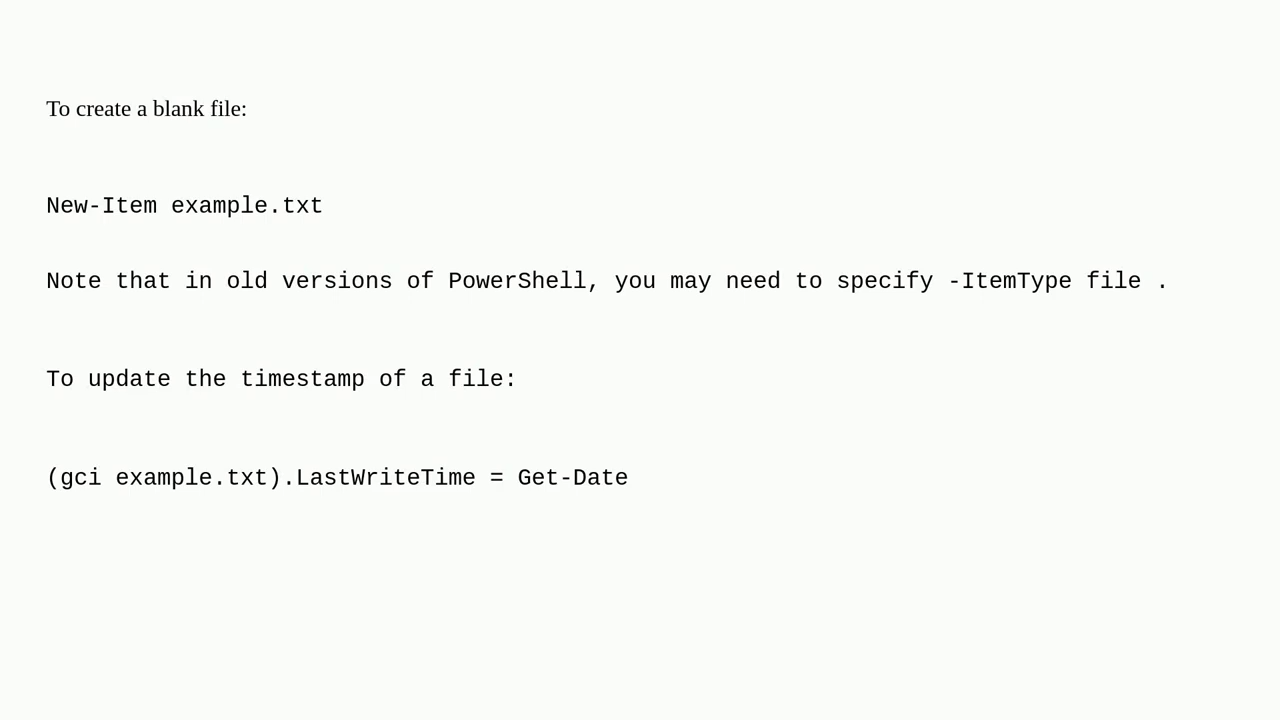 To create a blank file:
New-Item example.txt
Note that in old versions of PowerShell, you may need to specify -ItemType file .
To update the timestamp of a file:
(gci example.txt).LastWriteTime = Get-Date